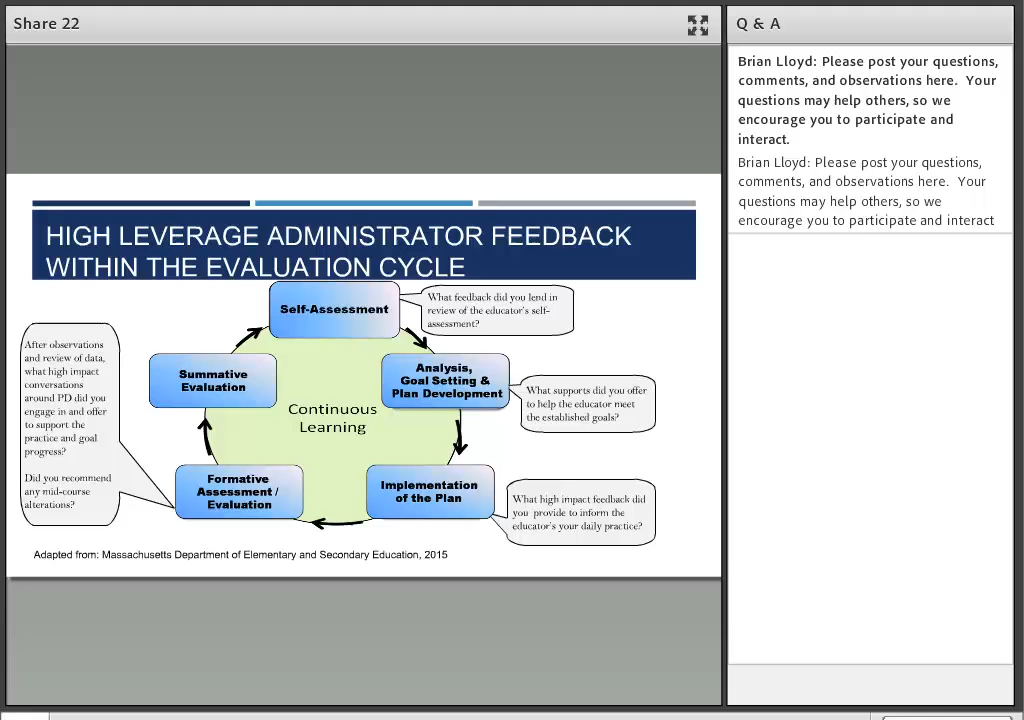 Share 22
HIGH LEVERAGE ADMINISTRATOR FEEDBACK
WITHIN THE EVALUATION CYCLE
Self-Assessment
What feedback did you lend in
review of the educator's self-
assessment?
Analysis,
Goal Setting &
Plan Development
What supports did you offer
to help the educator meet
the established goals?
Implementation
of the Plan
What high impact feedback did
you provide to inform the
educator's your daily practice?
Formative
Assessment /
Evaluation
After observations
and review of data,
what high impact
conversations
around PD did you
engage in and offer
to support the
practice and goal
progress?
Did you recommend
any mid-course
alterations?
Summative
Evaluation
Continuous
Learning
Adapted from: Massachusetts Department of Elementary and Secondary Education, 2015
Q & A
Brian Lloyd: Please post your questions,
comments, and observations here. Your
questions may help others, so we
encourage you to participate and
interact.
Brian Lloyd: Please post your questions,
comments, and observations here. Your
questions may help others, so we
encourage you to participate and interact